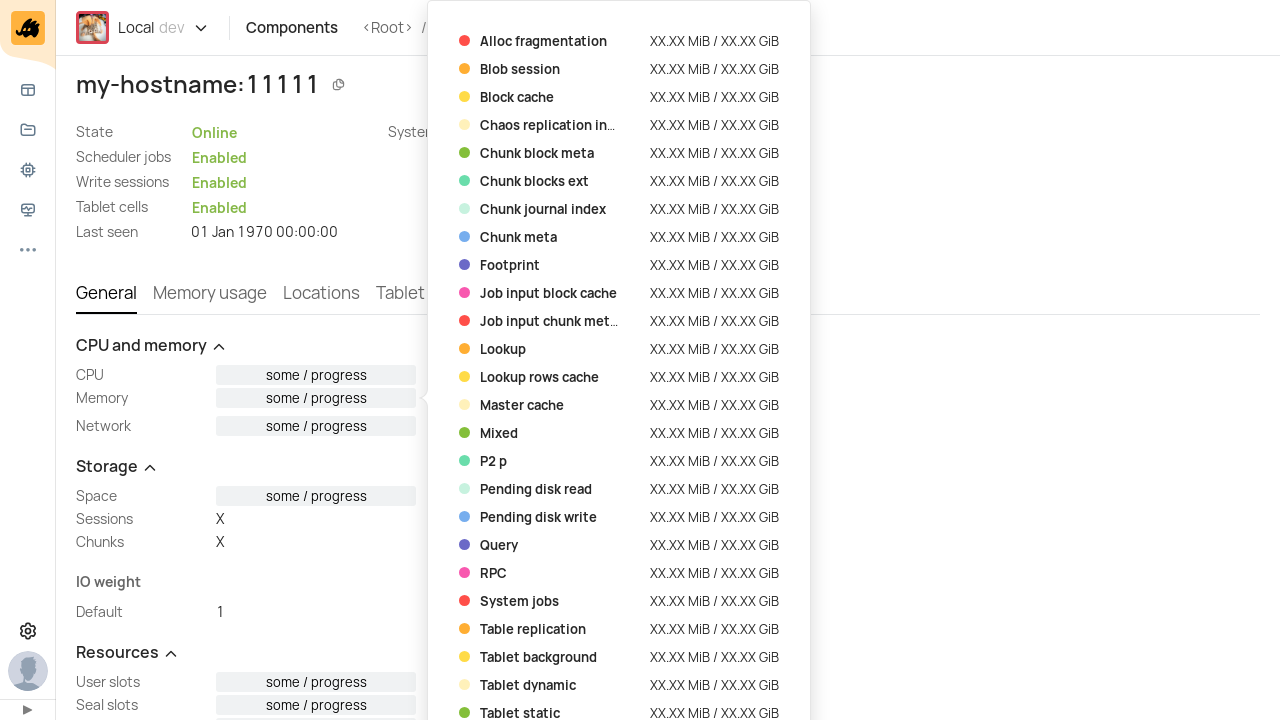 Local dev
Components
<Root> /
my-hostname:11111
State Online
Scheduler jobs Enabled
Write sessions Enabled
Tablet cells Enabled
Last seen 01 Jan 1970 00:00:00
General Memory usage Locations Tablet
CPU and memory
CPU some / progress
Memory some / progress
Network some / progress
Storage
Space some / progress
Sessions X
Chunks X
IO weight
Default 1
Resources
User slots some / progress
Seal slots some / progress
Alloc fragmentation XX.XX MiB / XX.XX GiB
Blob session XX.XX MiB / XX.XX GiB
Block cache XX.XX MiB / XX.XX GiB
Chaos replication in… XX.XX MiB / XX.XX GiB
Chunk block meta XX.XX MiB / XX.XX GiB
Chunk blocks ext XX.XX MiB / XX.XX GiB
Chunk journal index XX.XX MiB / XX.XX GiB
Chunk meta XX.XX MiB / XX.XX GiB
Footprint XX.XX MiB / XX.XX GiB
Job input block cache XX.XX MiB / XX.XX GiB
Job input chunk met… XX.XX MiB / XX.XX GiB
Lookup XX.XX MiB / XX.XX GiB
Lookup rows cache XX.XX MiB / XX.XX GiB
Master cache XX.XX MiB / XX.XX GiB
Mixed XX.XX MiB / XX.XX GiB
P2 p XX.XX MiB / XX.XX GiB
Pending disk read XX.XX MiB / XX.XX GiB
Pending disk write XX.XX MiB / XX.XX GiB
Query XX.XX MiB / XX.XX GiB
RPC XX.XX MiB / XX.XX GiB
System jobs XX.XX MiB / XX.XX GiB
Table replication XX.XX MiB / XX.XX GiB
Tablet background XX.XX MiB / XX.XX GiB
Tablet dynamic XX.XX MiB / XX.XX GiB
Tablet static XX.XX MiB / XX.XX GiB